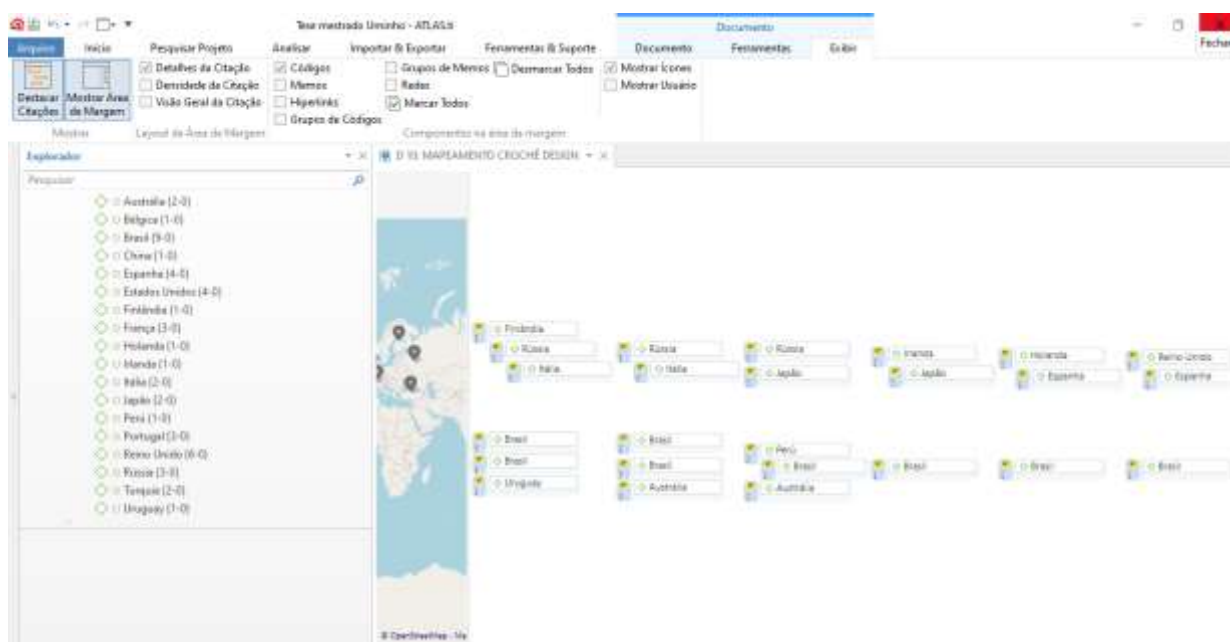 Tese mestrado Uminho - ATLAS.ti
Documento
Fechar
Arquivo Início Pesquisar Projeto Analisar Importar & Exportar Ferramentas & Suporte Documento Ferramentas Exibir
Destacar Citações
Mostrar Área de Margem
Detalhes da Citação
Densidade da Citação
Visão Geral da Citação
Códigos
Memos
Hiperlinks
Grupos de Códigos
Grupos de Memos
Redes
Marcar Todos
Desmarcar Todos
Mostrar Ícones
Mostrar Usuário
Mostrar
Layout da Área de Margem
Componentes na área da margem
Explorador
Pesquisar
MAPEAMENTO CROCHÉ DESIGN
Austrália (2-0)
Bélgica (1-0)
Brasil (9-0)
China (1-0)
Espanha (4-0)
Estados Unidos (4-0)
Finlândia (1-0)
França (3-0)
Holanda (1-0)
Irlanda (1-0)
Itália (2-0)
Japão (2-0)
Perú (1-0)
Portugal (3-0)
Reino Unido (6-0)
Rússia (3-0)
Turquia (2-0)
Uruguay (1-0)
Finlândia
Rússia Rússia Rússia Irlanda Holanda Reino Unido
Itália Itália Japão Japão Espanha Espanha
Brasil Brasil Perú
Brasil Brasil Brasil Brasil Brasil Brasil
Uruguay Austrália Austrália
© OpenStreetMap